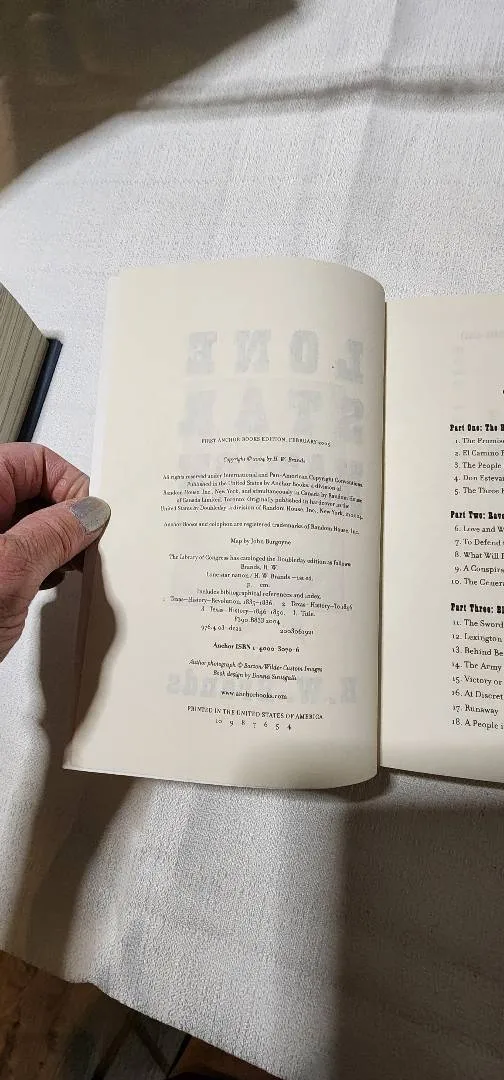 FIRST ANCHOR BOOKS EDITION, FEBRUARY 2005
Copyright © 2004 by H. W. Brands
All rights reserved under International and Pan-American Copyright Conventions.
Published in the United States by Anchor Books, a division of
Random House, Inc., New York, and simultaneously in Canada by Random House
of Canada Limited, Toronto. Originally published in hardcover in the
United States by Doubleday, a division of Random House, Inc., New York, in 2004.
Anchor Books and colophon are registered trademarks of Random House, Inc.
Map by John Burgoyne
The Library of Congress has cataloged the Doubleday edition as follows:
Brands, H. W.
Lone star nation / H. W. Brands—1st ed.
p. cm.
Includes bibliographical references and index.
1. Texas—History—Revolution, 1835–1836. 2. Texas—History—To 1846.
3. Texas—History—1846–1850. I. Title.
F390.B833 2004
976.4'03—dc22
Anchor ISBN 1-4000-3070-6
Author photograph © Barton/Wilder Custom Images
Book design by Donna Sinisgalli
www.anchorbooks.com
PRINTED IN THE UNITED STATES OF AMERICA
10 9 8 7 6 5 4
LONE
STAR
H. W. Brands
Part One: The
1. The Promise
2. El Camino
3. The People
4. Don Estevan
5. The Three
Part Two:
6. Love and W
7. To Defend
8. What Will
9. A Conspira
10. The Gener
Part Three:
11. The Sword
12. Lexington
13. Behind Be
14. The Army
15. Victory or
16. At Discret
17. Runaway
18. A People i